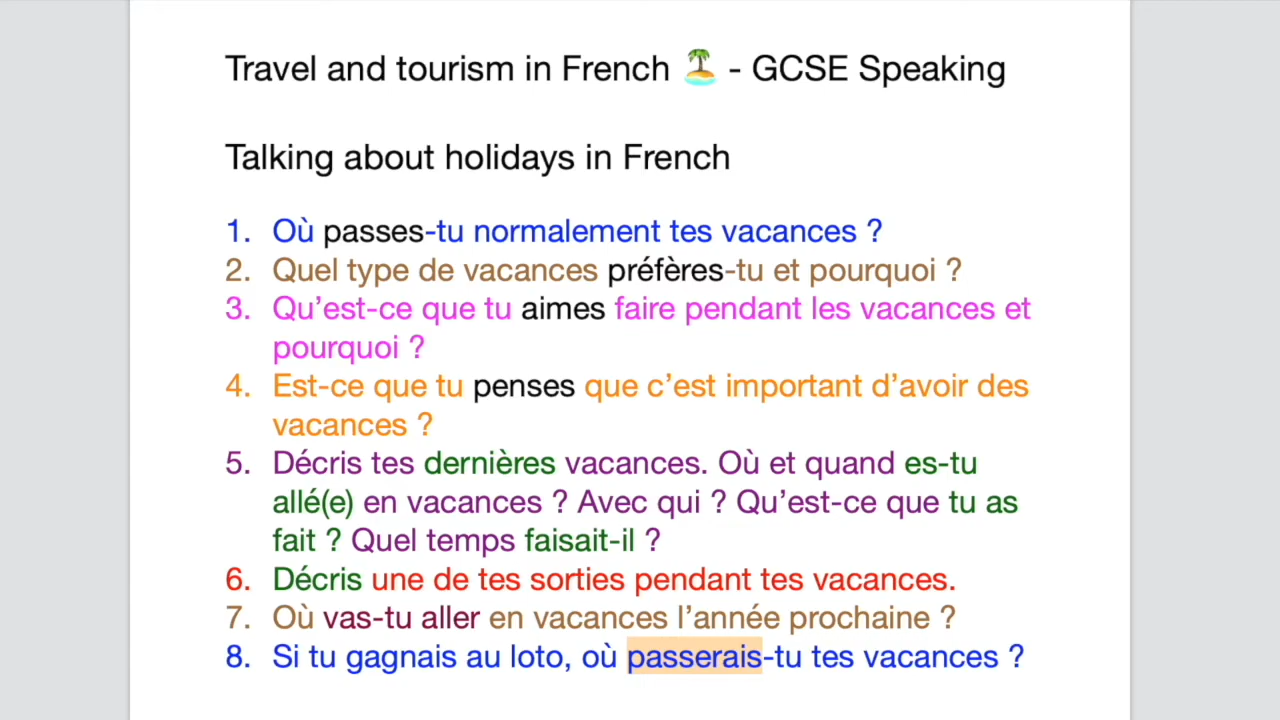 Travel and tourism in French 🏝️ - GCSE Speaking
Talking about holidays in French
1. Où passes-tu normalement tes vacances ?
2. Quel type de vacances préfères-tu et pourquoi ?
3. Qu’est-ce que tu aimes faire pendant les vacances et
pourquoi ?
4. Est-ce que tu penses que c’est important d’avoir des
vacances ?
5. Décris tes dernières vacances. Où et quand es-tu
allé(e) en vacances ? Avec qui ? Qu’est-ce que tu as
fait ? Quel temps faisait-il ?
6. Décris une de tes sorties pendant tes vacances.
7. Où vas-tu aller en vacances l’année prochaine ?
8. Si tu gagnais au loto, où passerais-tu tes vacances ?